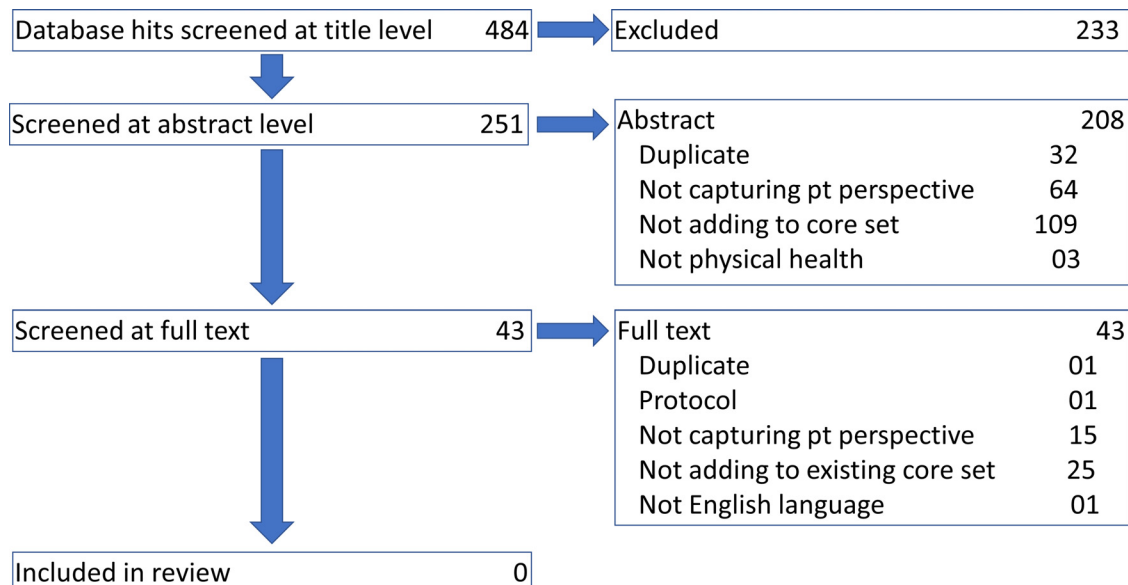 Database hits screened at title level 484
Excluded 233
Screened at abstract level 251
Abstract 208
Duplicate 32
Not capturing pt perspective 64
Not adding to core set 109
Not physical health 03
Screened at full text 43
Full text 43
Duplicate 01
Protocol 01
Not capturing pt perspective 15
Not adding to existing core set 25
Not English language 01
Included in review 0